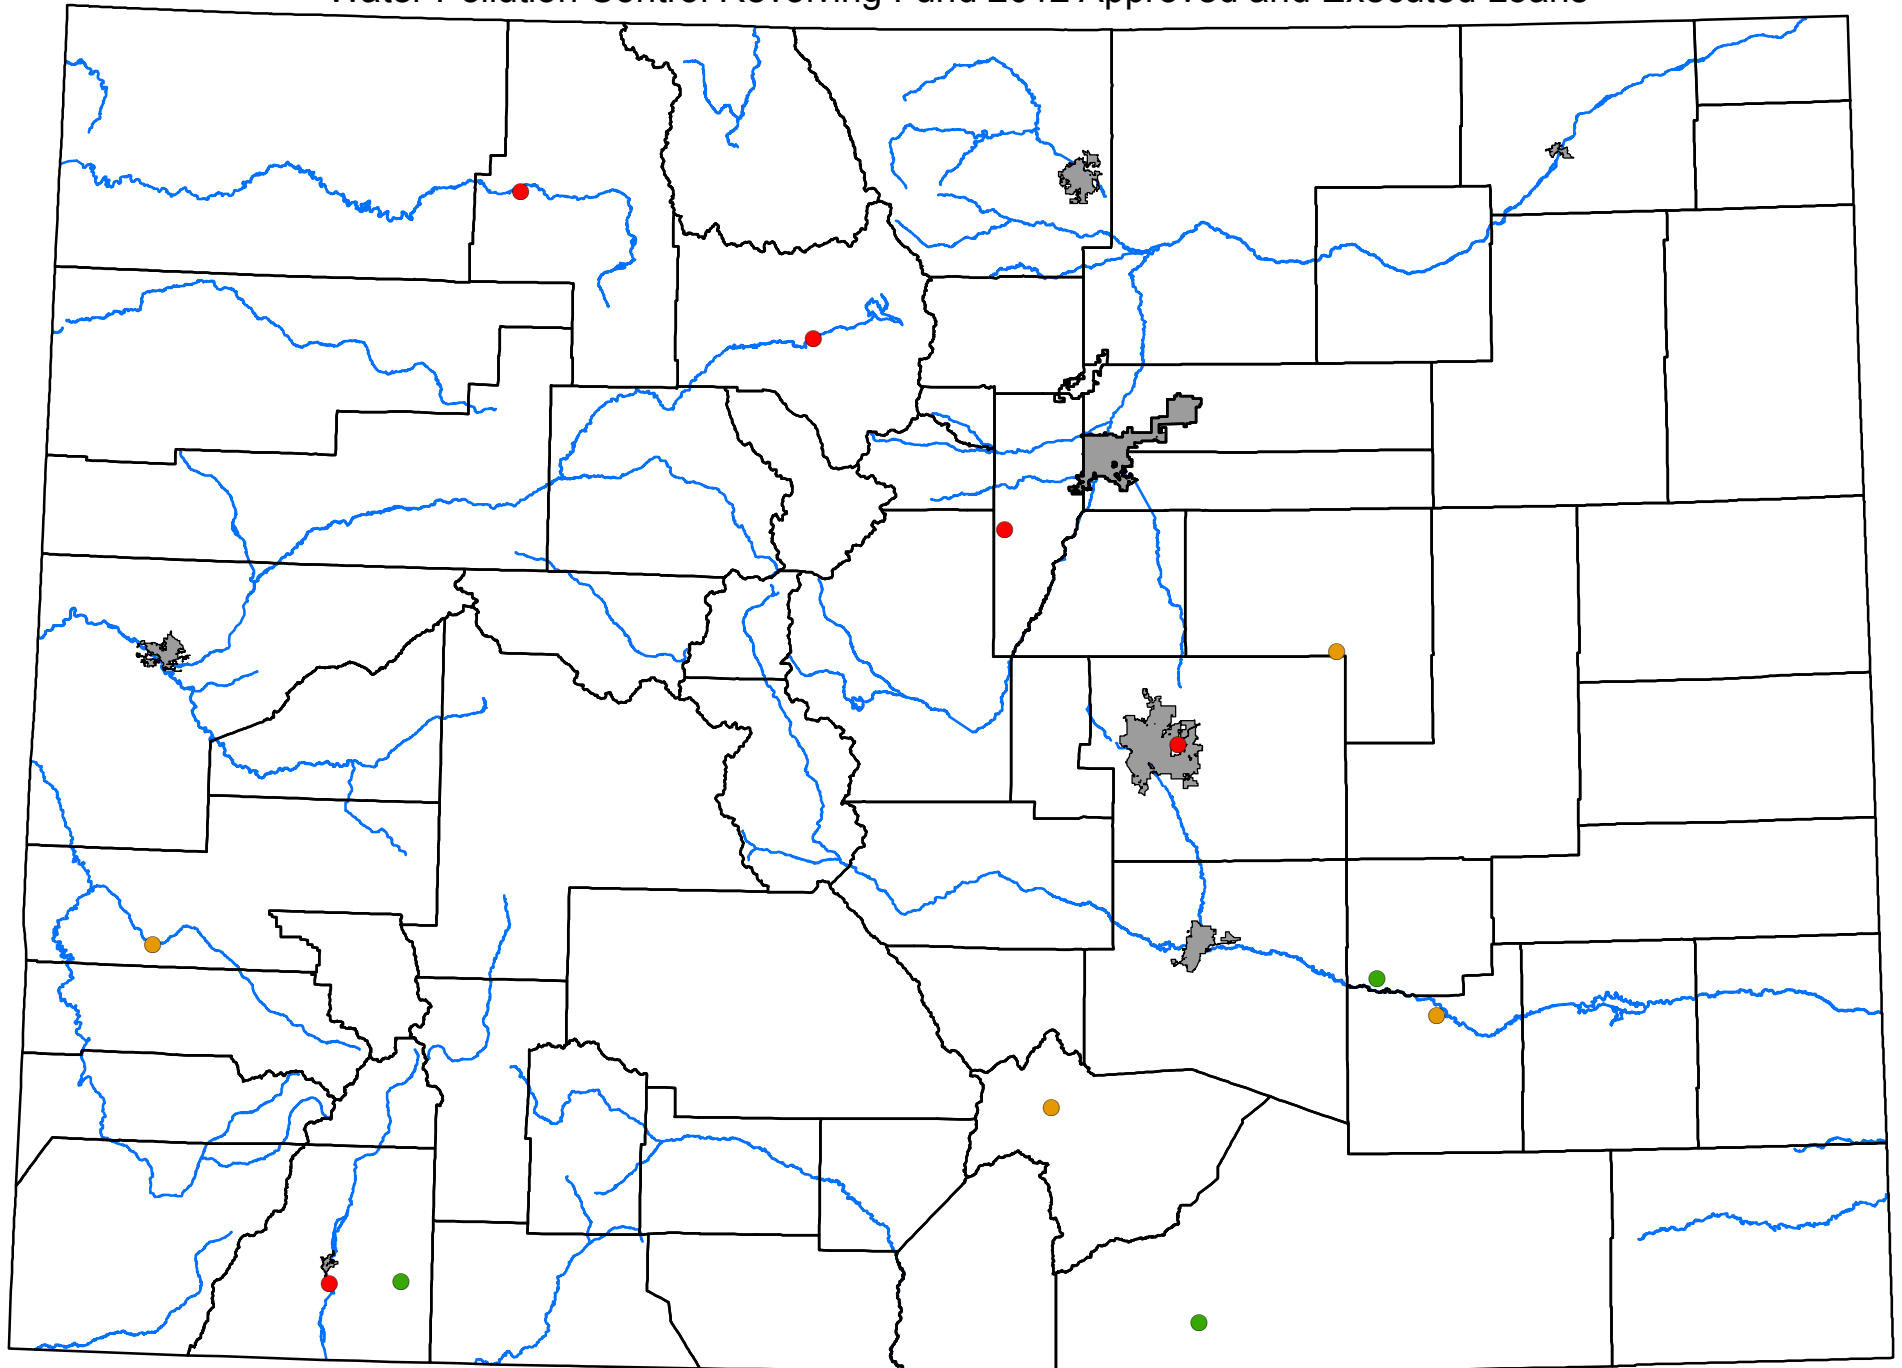 Water Pollution Control Revolving Fund 2012 Approved and Executed Loans